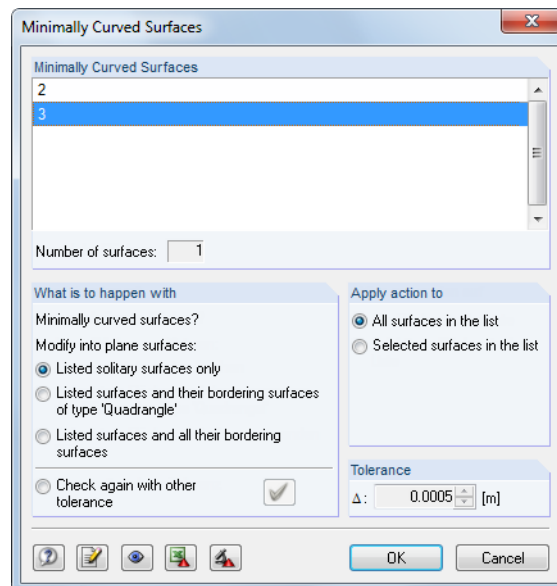 Minimally Curved Surfaces
Minimally Curved Surfaces
2
3
Number of surfaces: 1
What is to happen with
Minimally curved surfaces?
Modify into plane surfaces:
Listed solitary surfaces only
Listed surfaces and their bordering surfaces
of type 'Quadrangle'
Listed surfaces and all their bordering
surfaces
Check again with other
tolerance
Apply action to
All surfaces in the list
Selected surfaces in the list
Tolerance
Δ: 0.0005 [m]
OK
Cancel